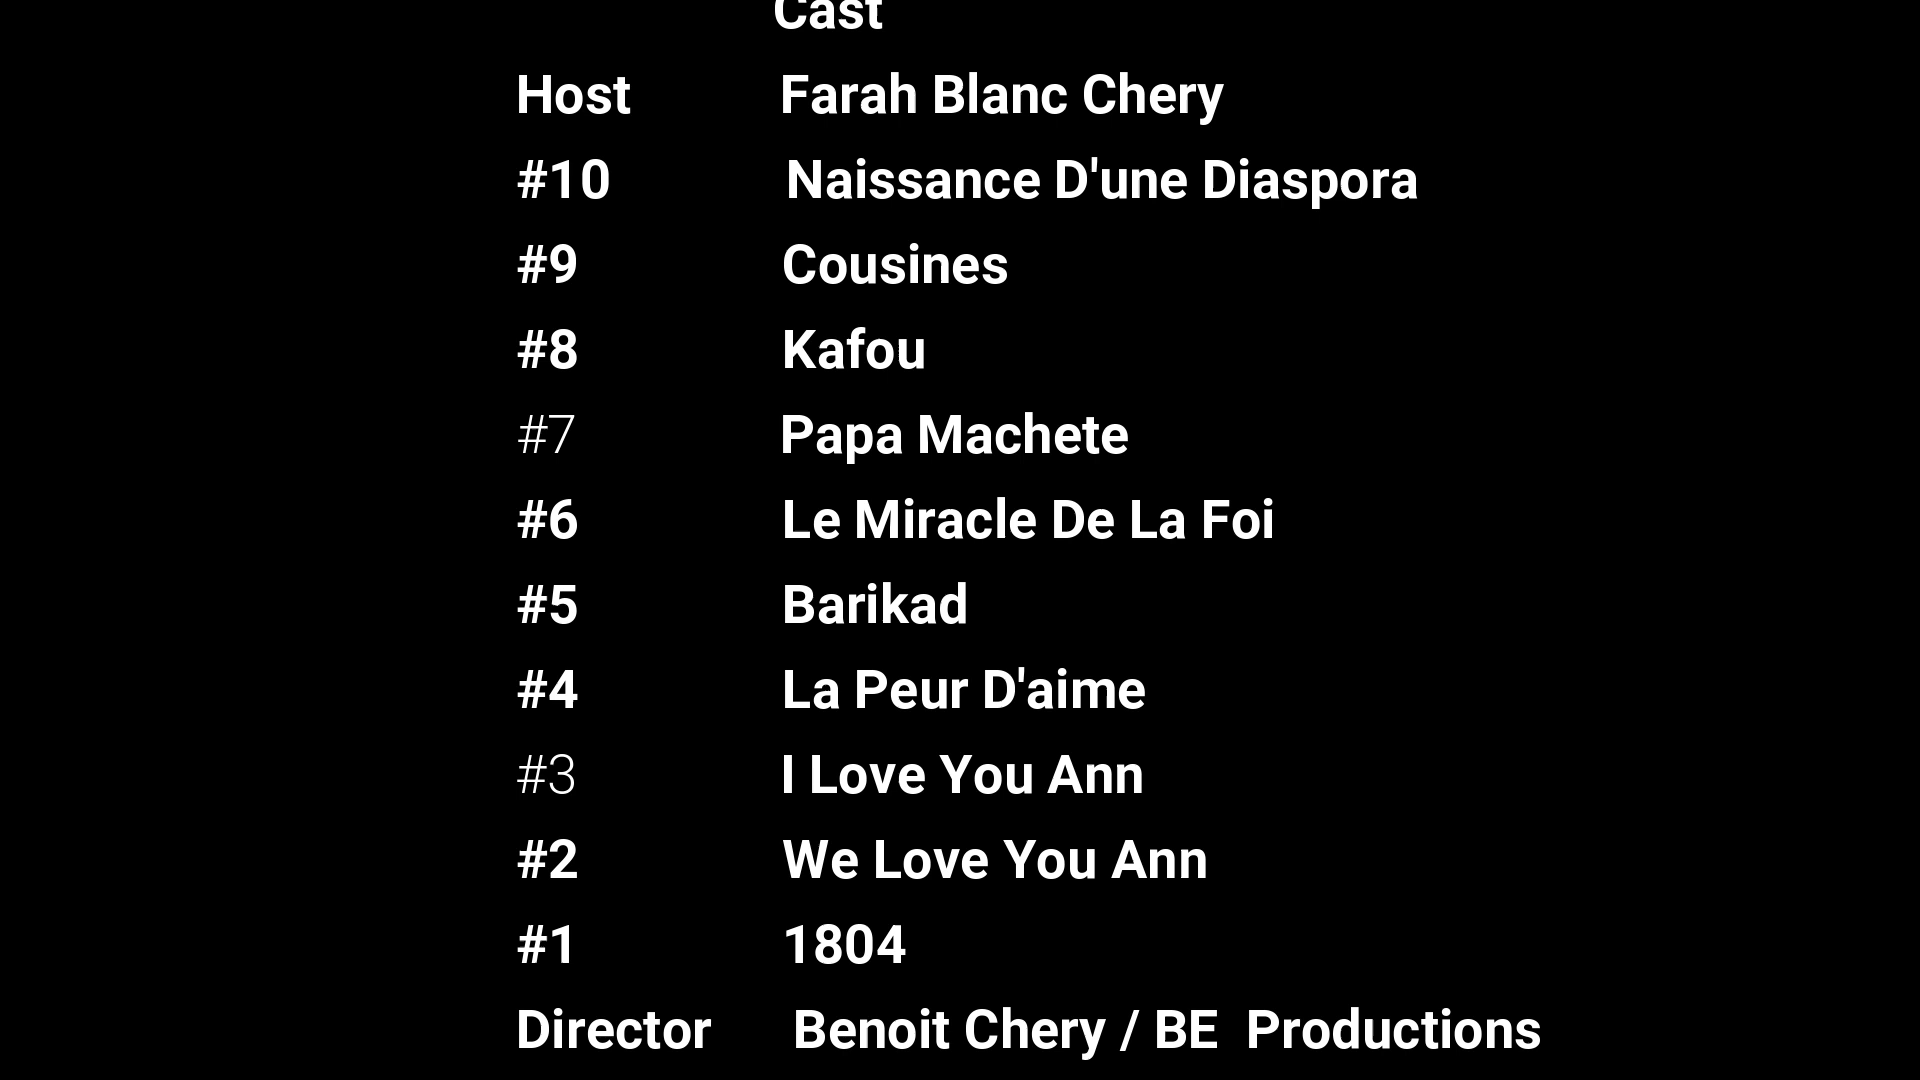 Cast
Host Farah Blanc Chery
#10 Naissance D'une Diaspora
#9 Cousines
#8 Kafou
#7 Papa Machete
#6 Le Miracle De La Foi
#5 Barikad
#4 La Peur D'aime
#3 I Love You Ann
#2 We Love You Ann
#1 1804
Director Benoit Chery / BE Productions